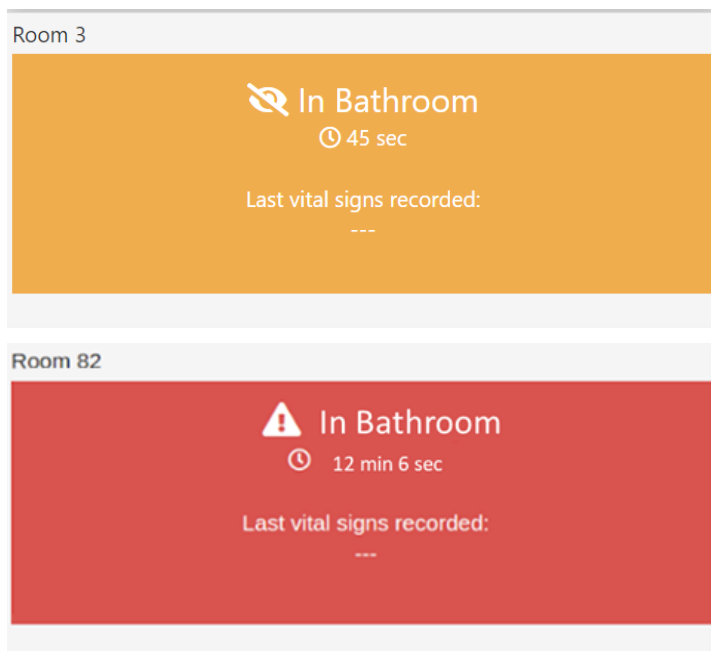 Room 3
In Bathroom
45 sec
Last vital signs recorded:
---
Room 82
In Bathroom
12 min 6 sec
Last vital signs recorded:
---